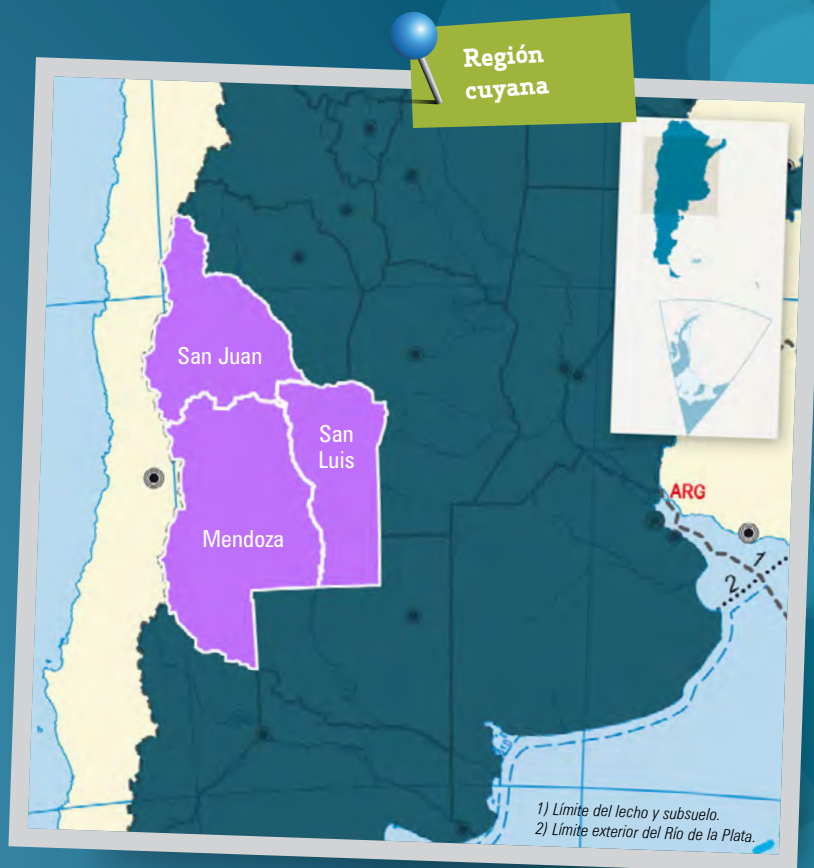 Región
cuyana
San Juan
San
Luis
Mendoza
ARG
1
2
1) Límite del lecho y subsuelo.
2) Límite exterior del Río de la Plata.